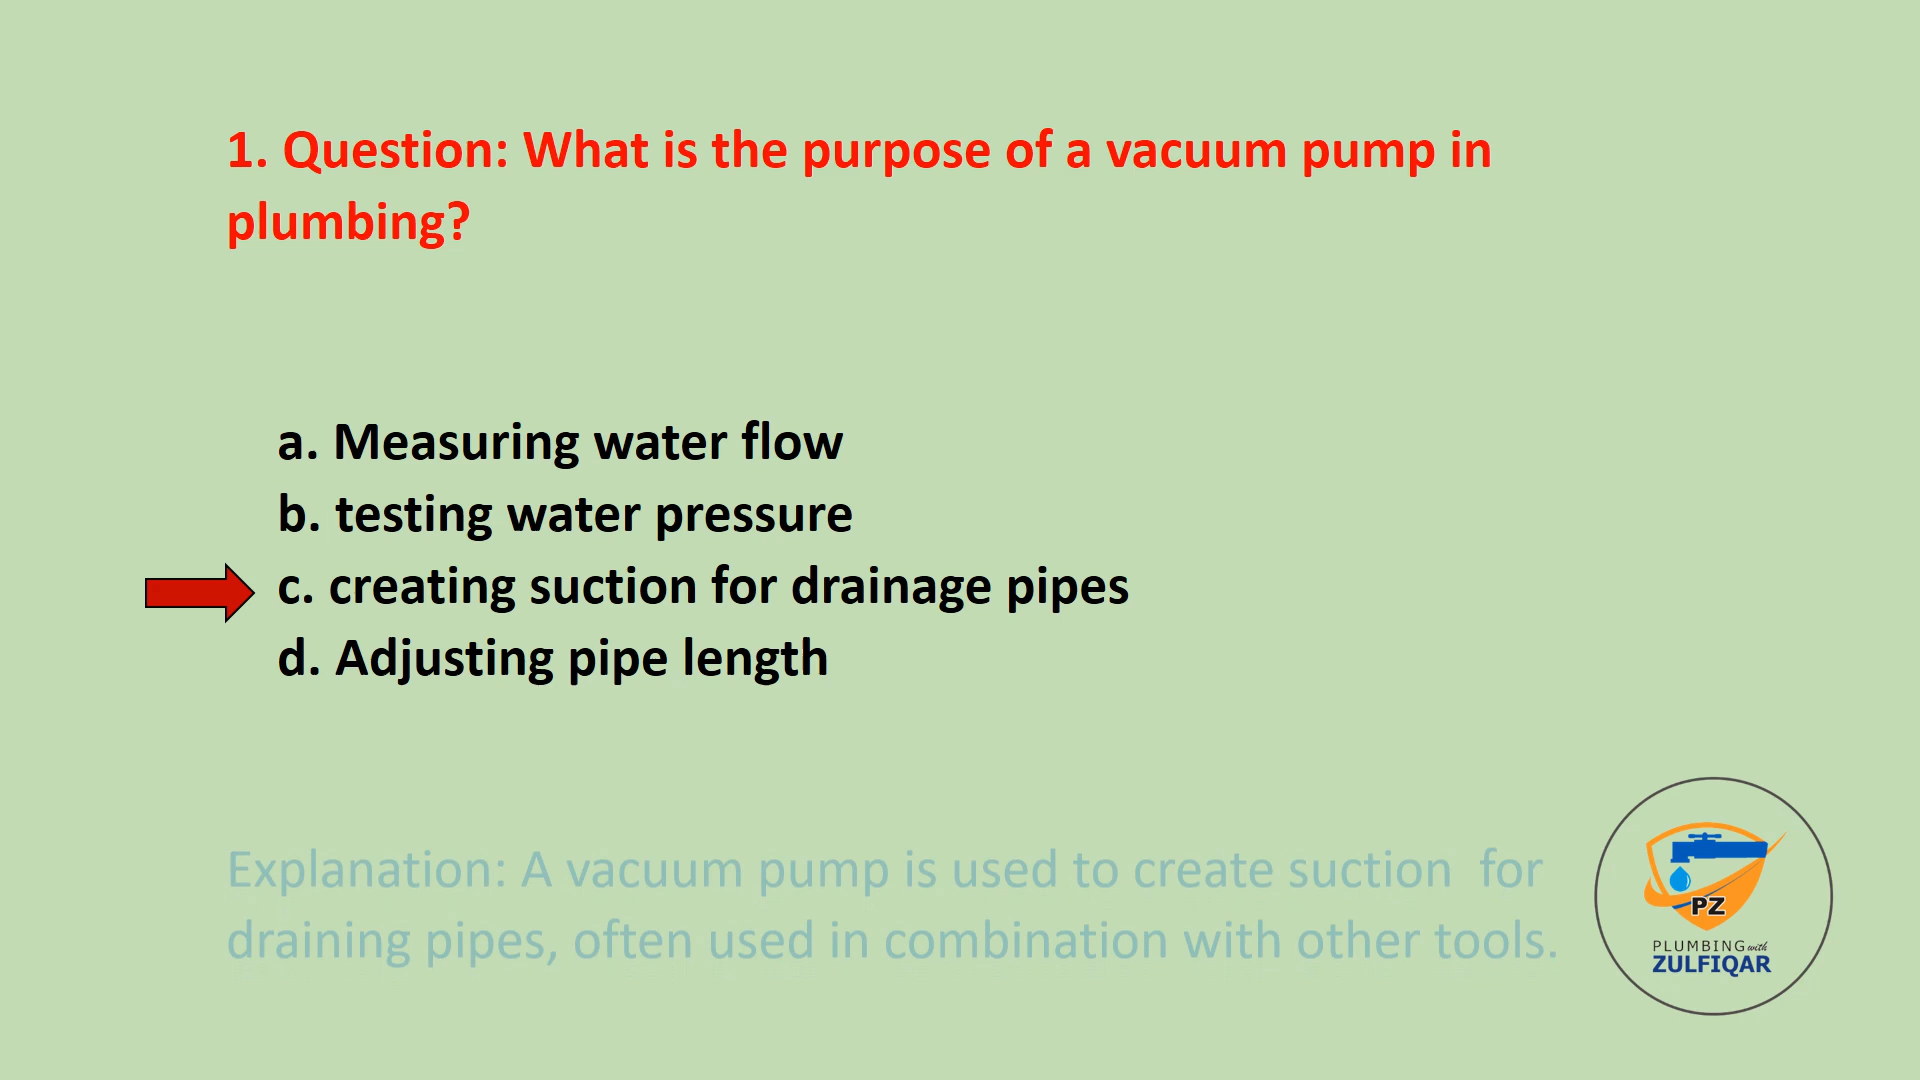 1. Question: What is the purpose of a vacuum pump in
plumbing?
a. Measuring water flow
b. testing water pressure
c. creating suction for drainage pipes
d. Adjusting pipe length
Explanation: A vacuum pump is used to create suction  for
draining pipes, often used in combination with other tools.
PZ
PLUMBING with
ZULFIQAR